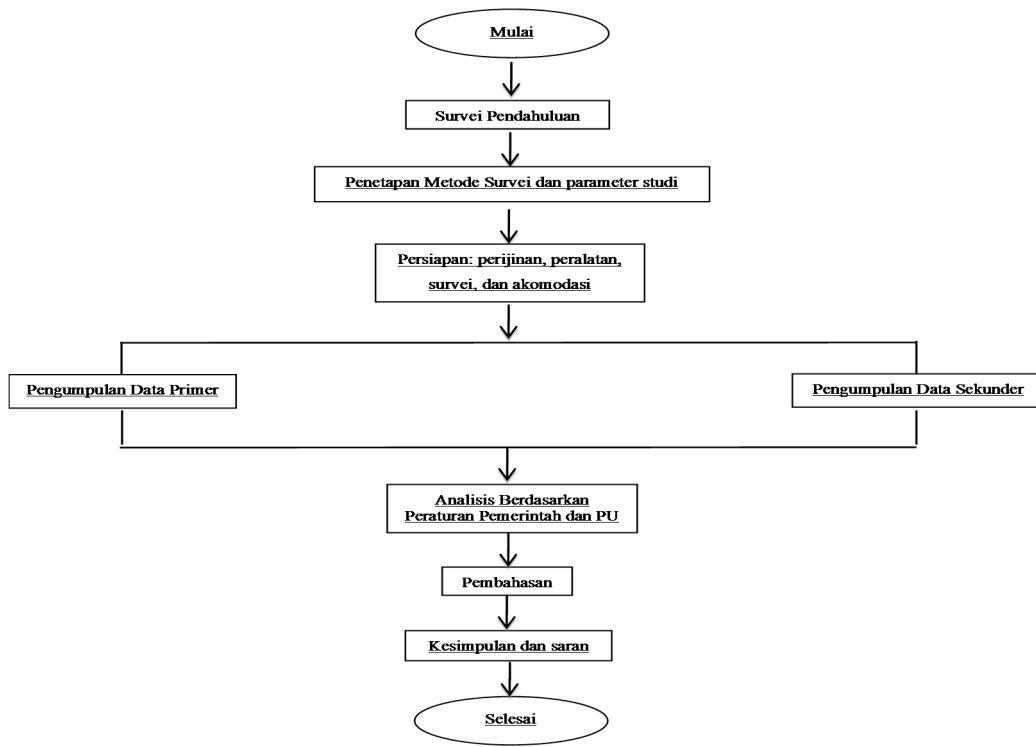 Mulai
Survei Pendahuluan
Penetapan Metode Survei dan parameter studi
Persiapan: perijinan, peralatan,
survei, dan akomodasi
Pengumpulan Data Primer
Pengumpulan Data Sekunder
Analisis Berdasarkan
Peraturan Pemerintah dan PU
Pembahasan
Kesimpulan dan saran
Selesai